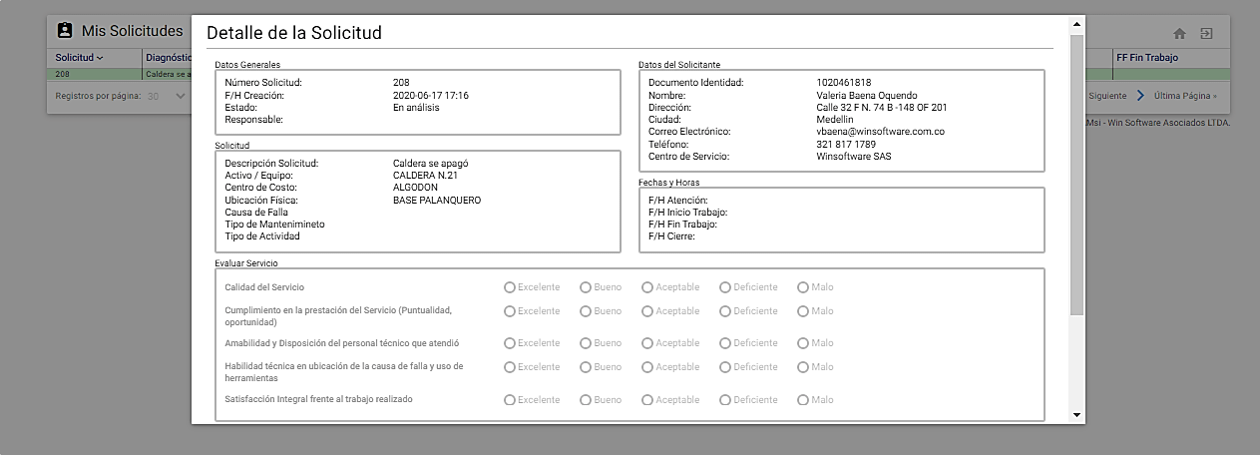 Mis Solicitudes
Solicitud
Diagnóstic
FF Fin Trabajo
208
Caldera se a
Registros por página: 30
Siguiente
Última Página »
Msi - Win Software Asociados LTDA.
Detalle de la Solicitud
Datos Generales
Número Solicitud: 208
F/H Creación: 2020-06-17 17:16
Estado: En análisis
Responsable:
Datos del Solicitante
Documento Identidad: 1020461818
Nombre: Valeria Baena Oquendo
Dirección: Calle 32 F N. 74 B -148 OF 201
Ciudad: Medellin
Correo Electrónico: vbaena@winsoftware.com.co
Teléfono: 321 817 1789
Centro de Servicio: Winsoftware SAS
Solicitud
Descripción Solicitud: Caldera se apagó
Activo / Equipo: CALDERA N.21
Centro de Costo: ALGODON
Ubicación Física: BASE PALANQUERO
Causa de Falla
Tipo de Mantenimineto
Tipo de Actividad
Fechas y Horas
F/H Atención:
F/H Inicio Trabajo:
F/H Fin Trabajo:
F/H Cierre:
Evaluar Servicio
Calidad del Servicio Excelente Bueno Aceptable Deficiente Malo
Cumplimiento en la prestación del Servicio (Puntualidad, Excelente Bueno Aceptable Deficiente Malo
oportunidad)
Amabilidad y Disposición del personal técnico que atendió Excelente Bueno Aceptable Deficiente Malo
Habilidad técnica en ubicación de la causa de falla y uso de Excelente Bueno Aceptable Deficiente Malo
herramientas
Satisfacción Integral frente al trabajo realizado Excelente Bueno Aceptable Deficiente Malo